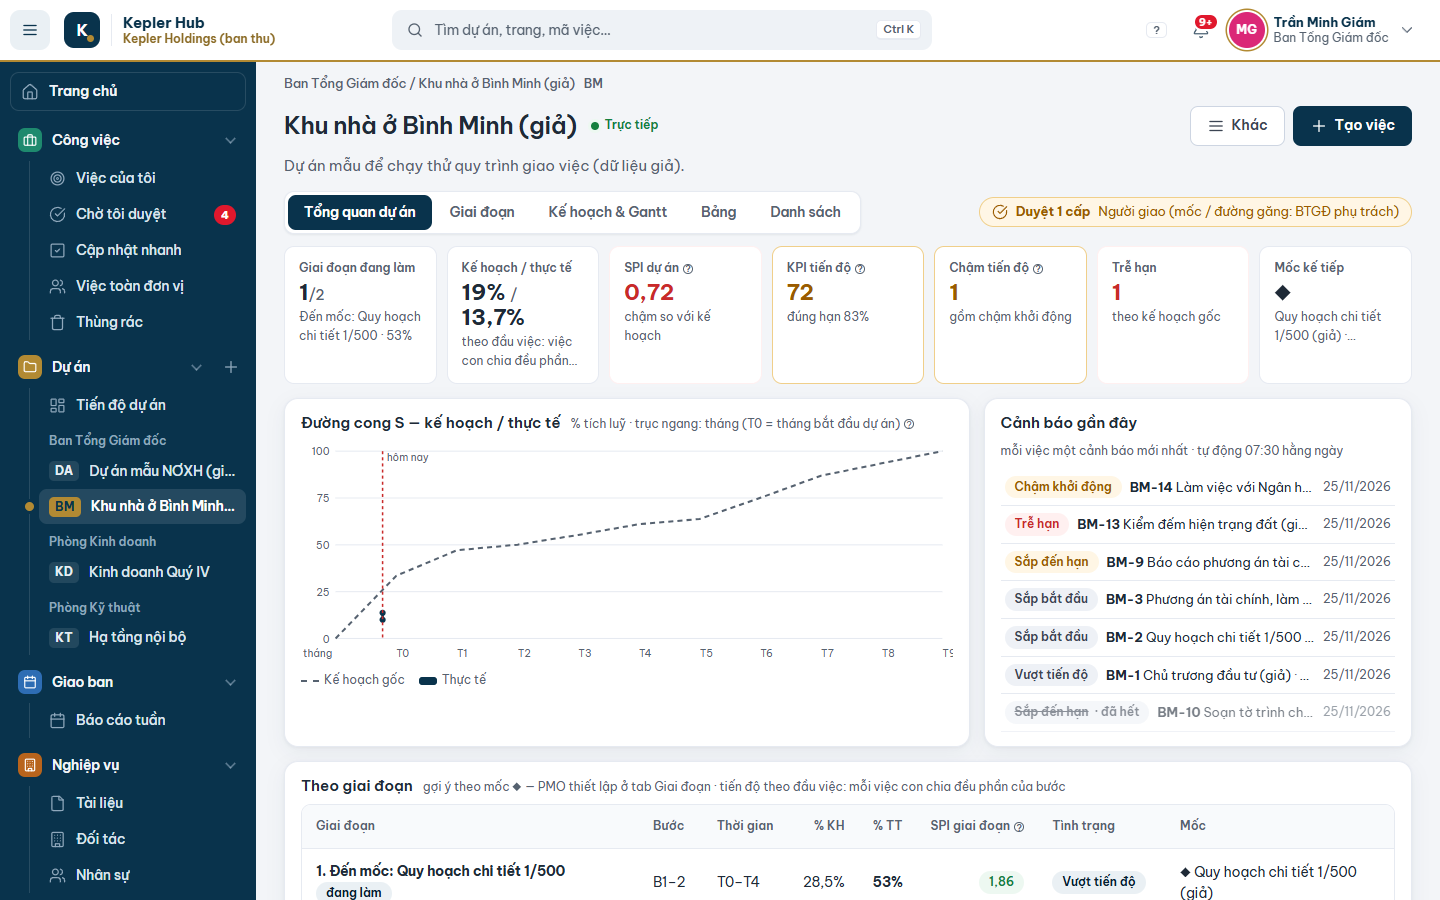 K.
Kepler Hub
Kepler Holdings (ban thu)
Tìm dự án, trang, mã việc...
Ctrl K
?
9+
MG
Trần Minh Giám
Ban Tổng Giám đốc
Trang chủ
Công việc
Việc của tôi
Chờ tôi duyệt
4
Cập nhật nhanh
Việc toàn đơn vị
Thùng rác
Dự án
Tiến độ dự án
Ban Tổng Giám đốc
DA Dự án mẫu NƠXH (gi...
BM Khu nhà ở Bình Minh...
Phòng Kinh doanh
KD Kinh doanh Quý IV
Phòng Kỹ thuật
KT Hạ tầng nội bộ
Giao ban
Báo cáo tuần
Nghiệp vụ
Tài liệu
Đối tác
Nhân sự
Ban Tổng Giám đốc / Khu nhà ở Bình Minh (giả) BM
Khu nhà ở Bình Minh (giả)
Trực tiếp
Khác
Tạo việc
Dự án mẫu để chạy thử quy trình giao việc (dữ liệu giả).
Tổng quan dự án
Giai đoạn
Kế hoạch & Gantt
Bảng
Danh sách
Duyệt 1 cấp Người giao (mốc / đường găng: BTGĐ phụ trách)
Giai đoạn đang làm
1/2
Đến mốc: Quy hoạch
chi tiết 1/500 · 53%
Kế hoạch / thực tế
19% /
13,7%
theo đầu việc: việc
con chia đều phần...
SPI dự án ?
0,72
chậm so với kế
hoạch
KPI tiến độ ?
72
đúng hạn 83%
Chậm tiến độ ?
1
gồm chậm khởi động
Trễ hạn
1
theo kế hoạch gốc
Mốc kế tiếp
◆
Quy hoạch chi tiết
1/500 (giả) ·...
Đường cong S — kế hoạch / thực tế % tích luỹ · trục ngang: tháng (T0 = tháng bắt đầu dự án) ?
100
hôm nay
75
50
25
0
tháng T0 T1 T2 T3 T4 T5 T6 T7 T8 T9
Kế hoạch gốc
Thực tế
Cảnh báo gần đây
mỗi việc một cảnh báo mới nhất · tự động 07:30 hằng ngày
Chậm khởi động BM-14 Làm việc với Ngân h... 25/11/2026
Trễ hạn BM-13 Kiểm đếm hiện trạng đất (gi... 25/11/2026
Sắp đến hạn BM-9 Báo cáo phương án tài c... 25/11/2026
Sắp bắt đầu BM-3 Phương án tài chính, làm ... 25/11/2026
Sắp bắt đầu BM-2 Quy hoạch chi tiết 1/500 ... 25/11/2026
Vượt tiến độ BM-1 Chủ trương đầu tư (giả) · ... 25/11/2026
Sắp đến hạn · đã hết BM-10 Soạn tờ trình ch... 25/11/2026
Theo giai đoạn gợi ý theo mốc ◆ — PMO thiết lập ở tab Giai đoạn · tiến độ theo đầu việc: mỗi việc con chia đều phần của bước
Giai đoạn Bước Thời gian % KH % TT SPI giai đoạn ? Tình trạng Mốc
1. Đến mốc: Quy hoạch chi tiết 1/500
đang làm
B1–2 T0–T4 28,5% 53% 1,86 Vượt tiến độ
◆ Quy hoạch chi tiết 1/500
(giả)